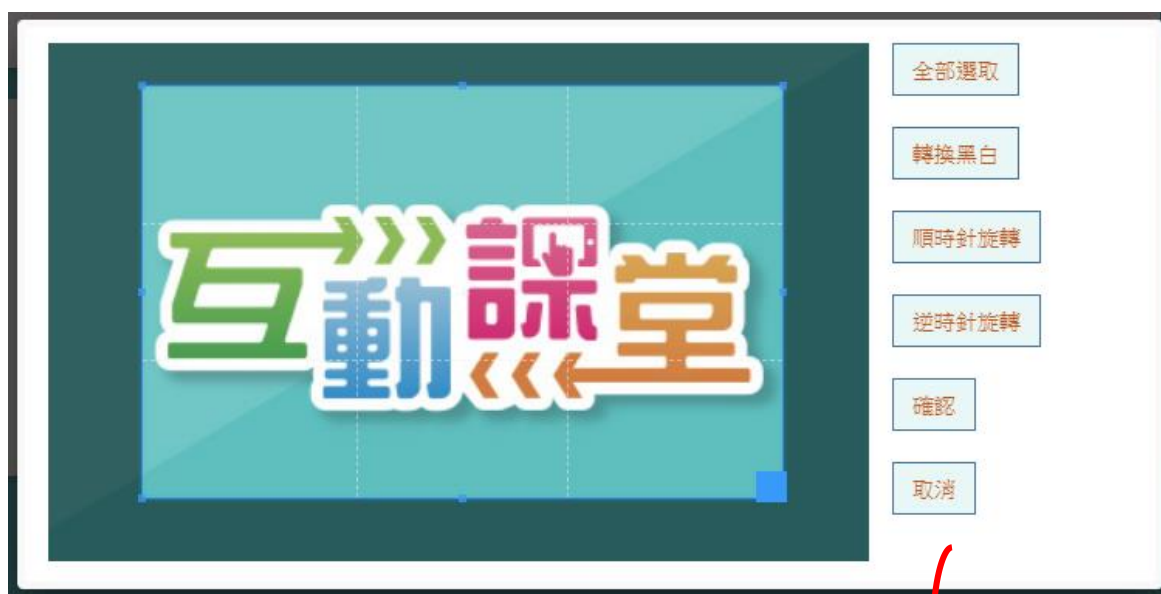 互動課堂
全部選取
轉換黑白
順時針旋轉
逆時針旋轉
確認
取消